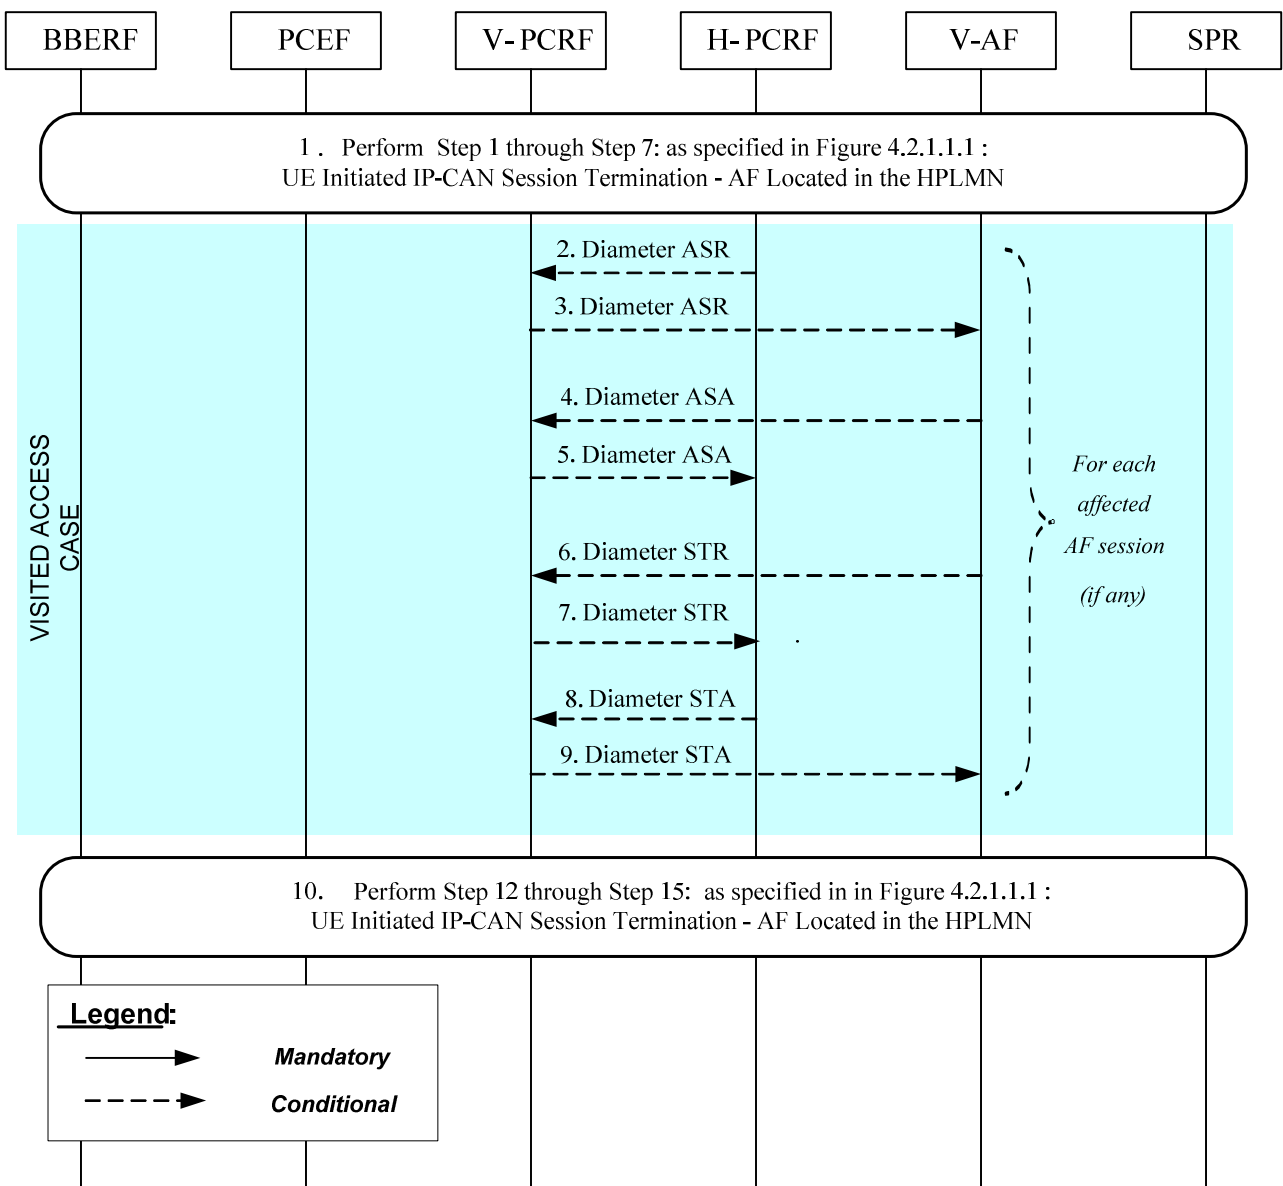 BBERF
PCEF
V-PCRF
H-PCRF
V-AF
SPR
1. Perform Step 1 through Step 7: as specified in Figure 4.2.1.1.1:
UE Initiated IP-CAN Session Termination - AF Located in the HPLMN
2. Diameter ASR
3. Diameter ASR
4. Diameter ASA
5. Diameter ASA
6. Diameter STR
7. Diameter STR
8. Diameter STA
9. Diameter STA
VISITED ACCESS
CASE
For each
affected
AF session
(if any)
10. Perform Step 12 through Step 15: as specified in in Figure 4.2.1.1.1:
UE Initiated IP-CAN Session Termination - AF Located in the HPLMN
Legend:
Mandatory
Conditional